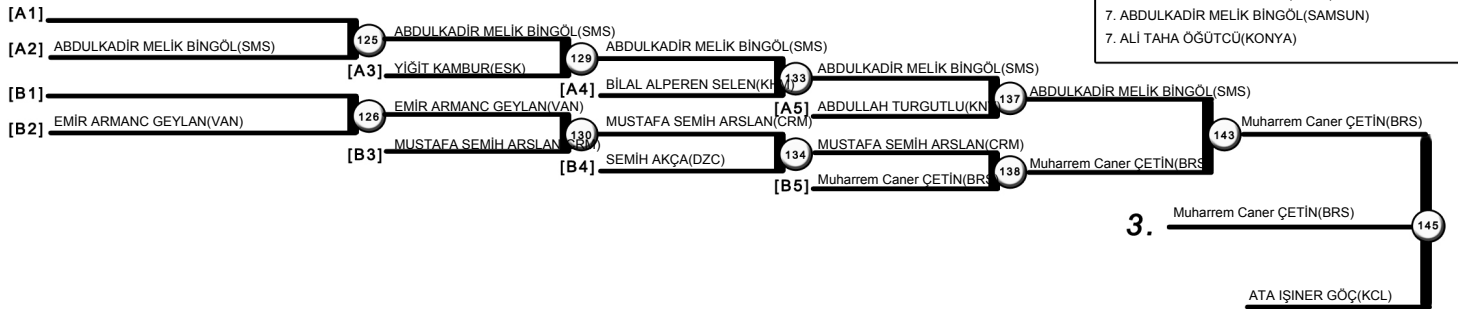 7. ABDULKADİR MELİK BİNGÖL(SAMSUN)
7. ALİ TAHA ÖĞÜTCÜ(KONYA)
[A1]
[A2] ABDULKADİR MELİK BİNGÖL(SMS)
125 ABDULKADİR MELİK BİNGÖL(SMS)
[A3] YİĞİT KAMBUR(ESK)
129 ABDULKADİR MELİK BİNGÖL(SMS)
[A4] BİLAL ALPEREN SELEN(KHM)
133 ABDULKADİR MELİK BİNGÖL(SMS)
[A5] ABDULLAH TURGUTLU
137 ABDULKADİR MELİK BİNGÖL(SMS)
[B1]
[B2] EMİR ARMANC GEYLAN(VAN)
126 EMİR ARMANC GEYLAN(VAN)
[B3] MUSTAFA SEMİH ARSLAN(CRM)
130 MUSTAFA SEMİH ARSLAN(CRM)
[B4] SEMİH AKÇA(DZC)
134 MUSTAFA SEMİH ARSLAN(CRM)
[B5] Muharrem Caner ÇETİN(BRS)
138 Muharrem Caner ÇETİN(BRS)
143 Muharrem Caner ÇETİN(BRS)
3. Muharrem Caner ÇETİN(BRS)
145
ATA IŞINER GÖÇ(KCL)